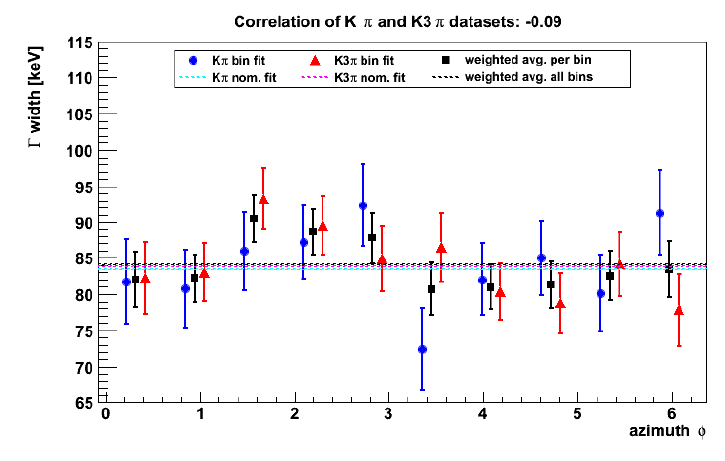 Correlation of K π and K3 π datasets: -0.09
Γ width [keV]
115
110
105
100
95
90
85
80
75
70
65
Kπ bin fit
K3π bin fit
weighted avg. per bin
Kπ nom. fit
K3π nom. fit
weighted avg. all bins
0 1 2 3 4 5 6
azimuth ϕ